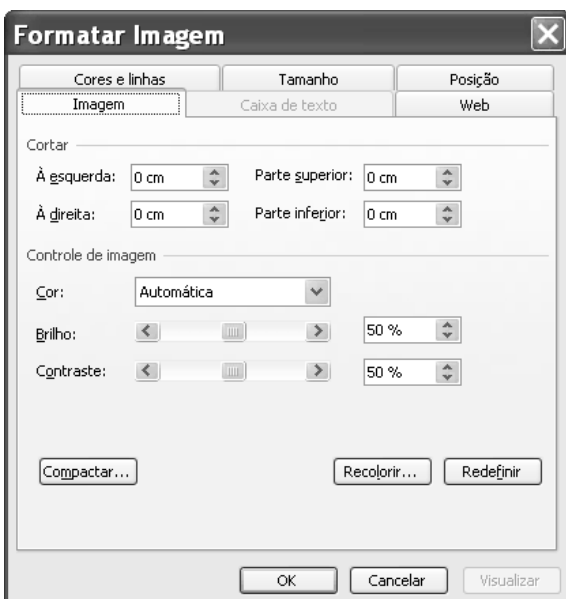 Formatar Imagem
Cores e linhas Tamanho Posição
Imagem Caixa de texto Web
Cortar
À esquerda: 0 cm Parte superior: 0 cm
À direita: 0 cm Parte inferior: 0 cm
Controle de imagem
Cor: Automática
Brilho: 50 %
Contraste: 50 %
Compactar... Recolorir... Redefinir
OK Cancelar Visualizar